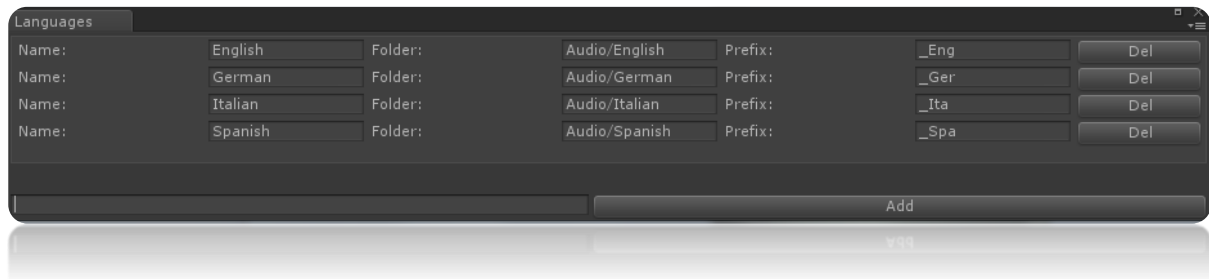 Languages
Name: English Folder: Audio/English Prefix: _Eng Del
Name: German Folder: Audio/German Prefix: _Ger Del
Name: Italian Folder: Audio/Italian Prefix: _Ita Del
Name: Spanish Folder: Audio/Spanish Prefix: _Spa Del
Add